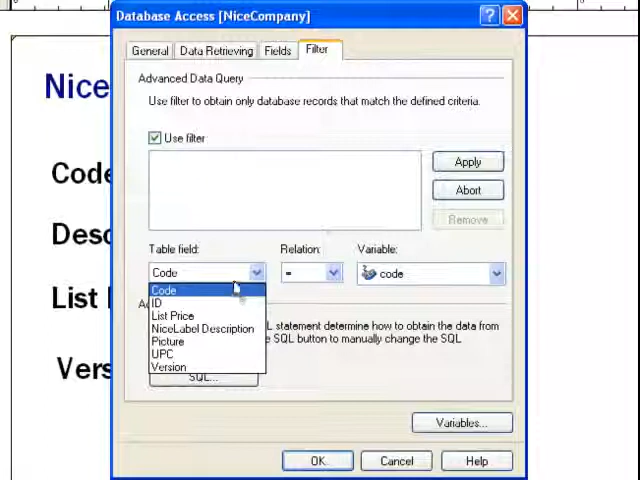 Database Access [NiceCompany]
General Data Retrieving Fields Filter
Nice
Advanced Data Query
Use filter to obtain only database records that match the defined criteria.
Use filter
Apply
Code
Abort
Remove
Desc
Table field: Relation: Variable:
Code = code
Code
ID
List
List Price
NiceLabel Description
L statement determine how to obtain the data from
Picture
e SQL button to manually change the SQL
UPC
Vers
Version
SQL...
Variables...
OK Cancel Help